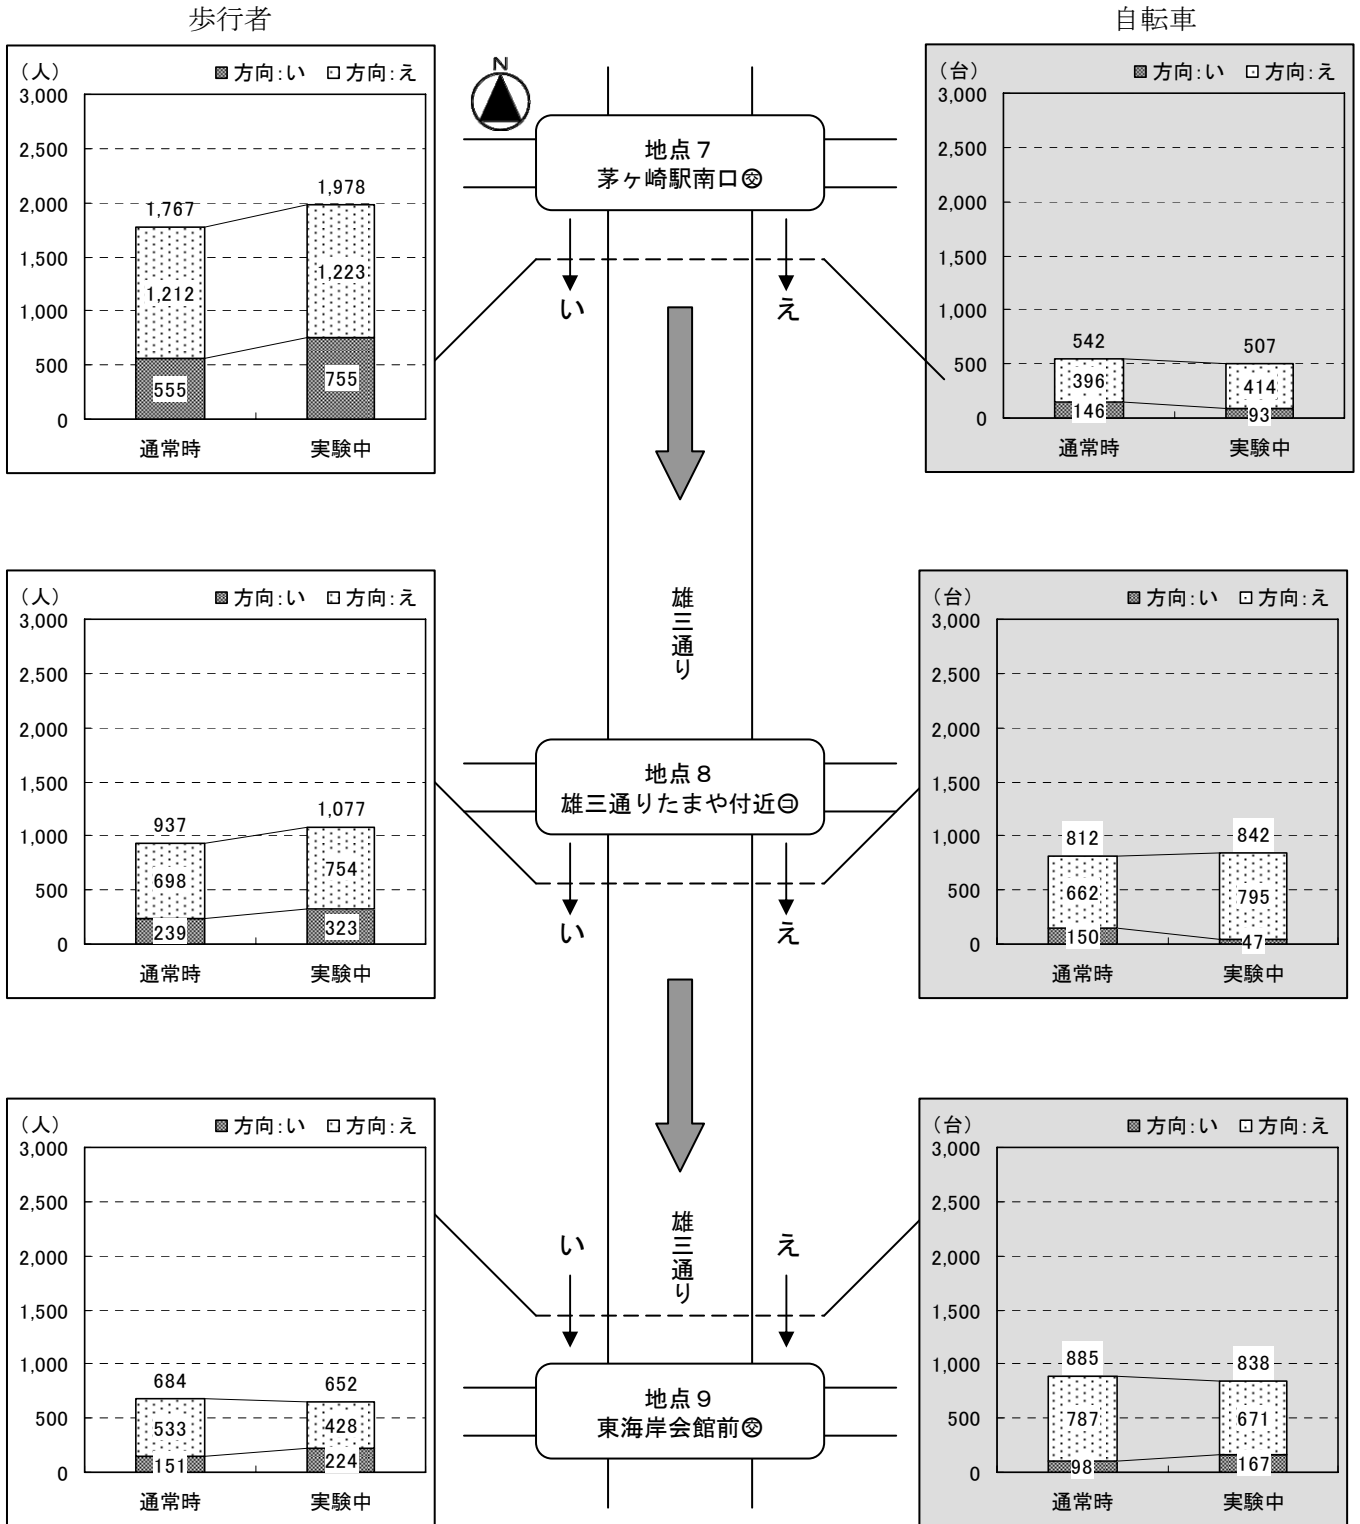 歩行者
自転車
(人)
■方向:い □方向:え
3,000
2,500
2,000
1,500
1,000
500
0
1,767
1,212
555
1,978
1,223
755
通常時 実験中
N
地点7
茅ヶ崎駅南口㊋
い え
(台)
■方向:い □方向:え
3,000
2,500
2,000
1,500
1,000
500
0
542
396
146
507
414
93
通常時 実験中
(人)
■方向:い □方向:え
3,000
2,500
2,000
1,500
1,000
500
0
937
698
239
1,077
754
323
通常時 実験中
雄三通り
地点8
雄三通りたまや付近㋙
い え
(台)
■方向:い □方向:え
3,000
2,500
2,000
1,500
1,000
500
0
812
662
150
842
795
47
通常時 実験中
(人)
■方向:い □方向:え
3,000
2,500
2,000
1,500
1,000
500
0
684
533
151
652
428
224
通常時 実験中
雄三通り
い え
地点9
東海岸会館前交
(台)
■方向:い □方向:え
3,000
2,500
2,000
1,500
1,000
500
0
885
787
98
838
671
167
通常時 実験中